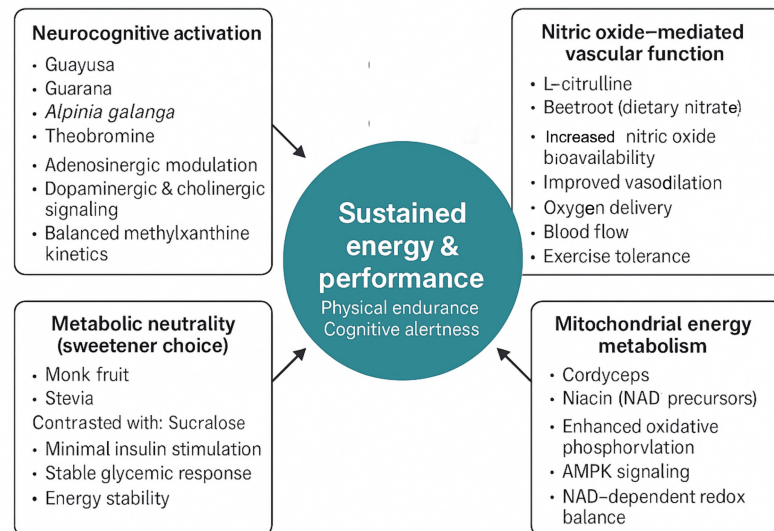 Neurocognitive activation
• Guayusa
• Guarana
• Alpinia galanga
• Theobromine
• Adenosinergic modulation
• Dopaminergic & cholinergic
signaling
• Balanced methylxanthine
kinetics
Nitric oxide–mediated
vascular function
• L–citrulline
• Beetroot (dietary nitrate)
• Increased nitric oxide
bioavailability
• Improved vasodilation
• Oxygen delivery
• Blood flow
• Exercise tolerance
Sustained
energy &
performance
Physical endurance
Cognitive alertness
Metabolic neutrality
(sweetener choice)
• Monk fruit
• Stevia
Contrasted with: Sucralose
• Minimal insulin stimulation
• Stable glycemic response
• Energy stability
Mitochondrial energy
metabolism
• Cordyceps
• Niacin (NAD precursors)
• Enhanced oxidative
phosphorvlation
• AMPK signaling
• NAD–dependent redox
balance